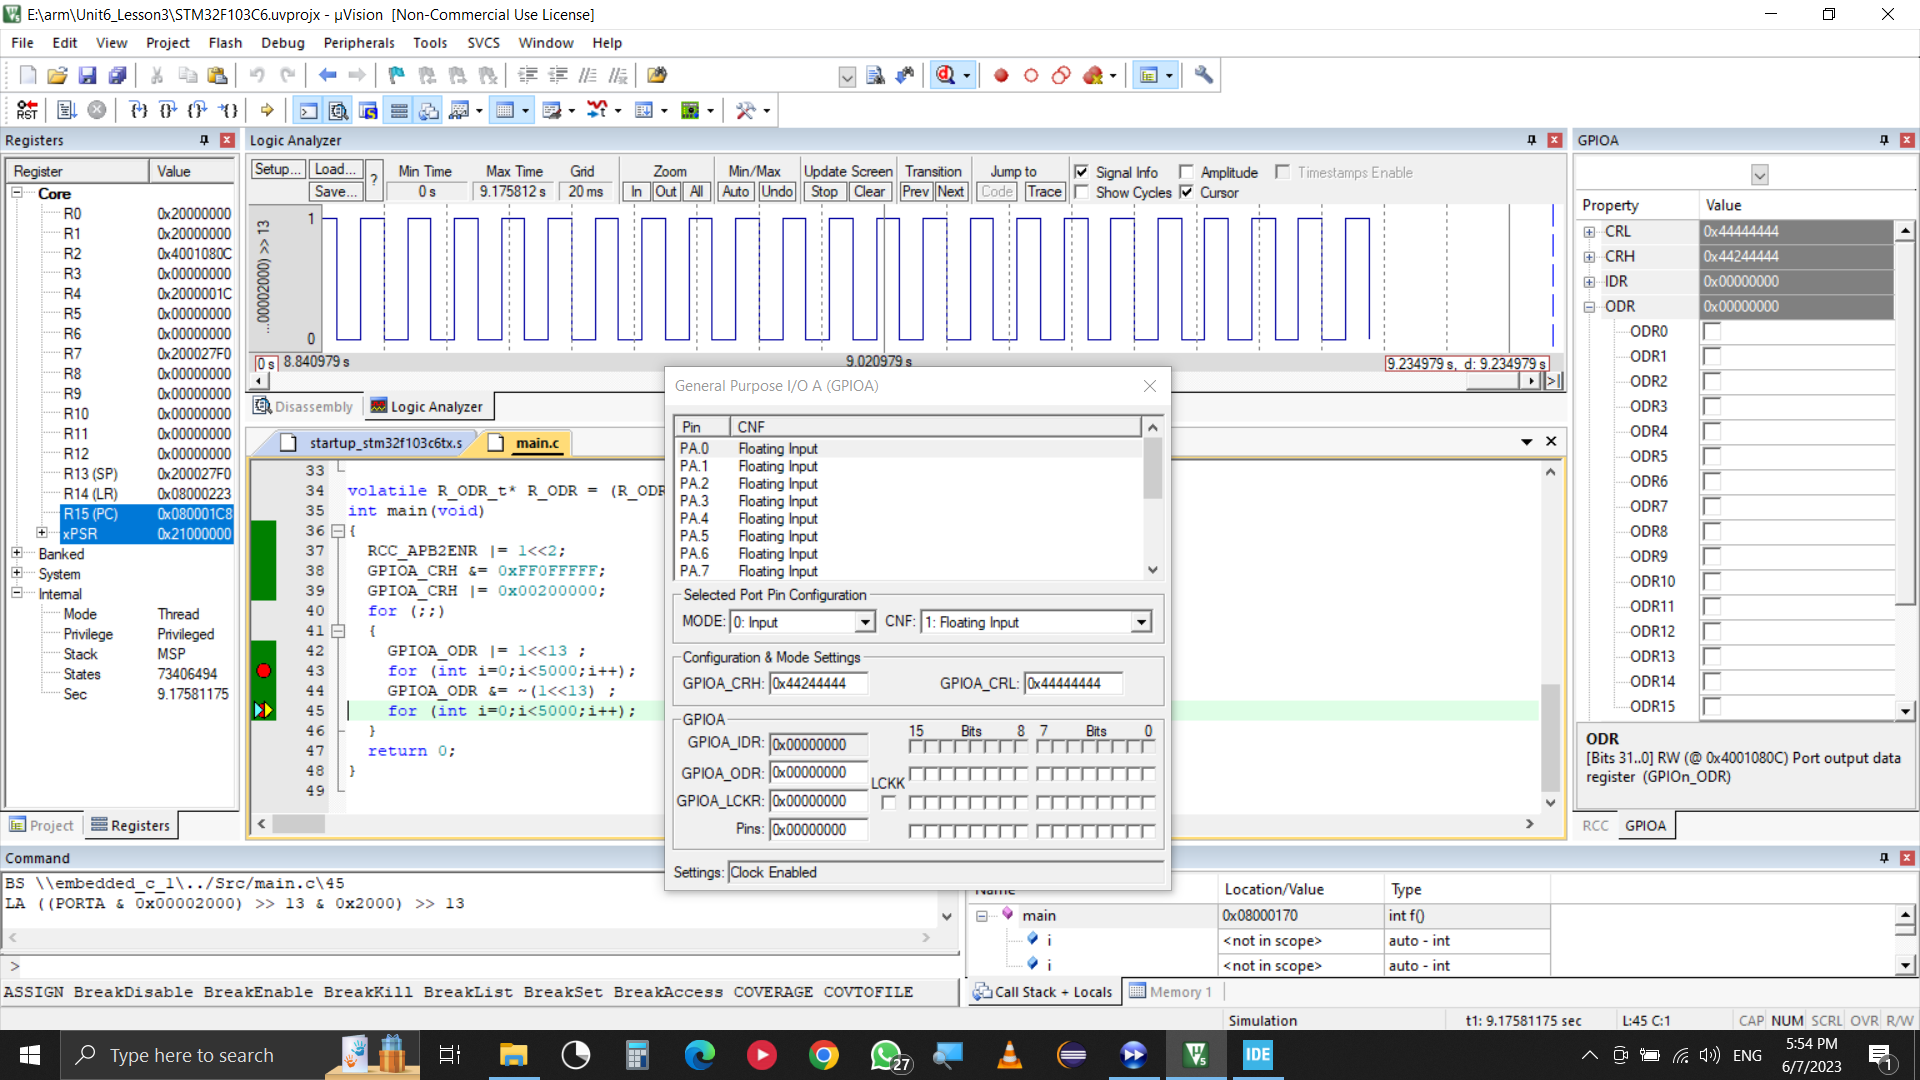 E:\arm\Unit6_Lesson3\STM32F103C6.uvprojx - µVision  [Non-Commercial Use License]
File Edit View Project Flash Debug Peripherals Tools SVCS Window Help
Registers
Register Value
Core
R0 0x20000000
R1 0x20000000
R2 0x4001080C
R3 0x00000000
R4 0x2000001C
R5 0x00000000
R6 0x00000000
R7 0x200027F0
R8 0x00000000
R9 0x00000000
R10 0x00000000
R11 0x00000000
R12 0x00000000
R13 (SP) 0x200027F0
R14 (LR) 0x08000223
R15 (PC) 0x080001C8
xPSR 0x21000000
Banked
System
Internal
Mode Thread
Privilege Privileged
Stack MSP
States 73406494
Sec 9.17581175
Project Registers
Logic Analyzer
Setup... Load... Save... ?
Min Time Max Time Grid Zoom Min/Max Update Screen Transition Jump to
0 s 9.175812 s 20 ms In Out All Auto Undo Stop Clear Prev Next Code Trace
Signal Info Amplitude Timestamps Enable
Show Cycles Cursor
...00002000) >> 13
1
0
0 s 8.840979 s 9.020979 s 9.234979 s, d: 9.234979 s
Disassembly Logic Analyzer
startup_stm32f103c6tx.s main.c
33
34 volatile R_ODR_t* R_ODR = (R_ODR
35 int main(void)
36 {
37 RCC_APB2ENR |= 1<<2;
38 GPIOA_CRH &= 0xFF0FFFFF;
39 GPIOA_CRH |= 0x00200000;
40 for (;;)
41 {
42 GPIOA_ODR |= 1<<13 ;
43 for (int i=0;i<5000;i++);
44 GPIOA_ODR &= ~(1<<13) ;
45 for (int i=0;i<5000;i++);
46 }
47 return 0;
48 }
49
General Purpose I/O A (GPIOA)
Pin CNF
PA.0 Floating Input
PA.1 Floating Input
PA.2 Floating Input
PA.3 Floating Input
PA.4 Floating Input
PA.5 Floating Input
PA.6 Floating Input
PA.7 Floating Input
Selected Port Pin Configuration
MODE: 0: Input CNF: 1: Floating Input
Configuration & Mode Settings
GPIOA_CRH: 0x44244444 GPIOA_CRL: 0x44444444
GPIOA
15 Bits 8 7 Bits 0
GPIOA_IDR: 0x00000000
GPIOA_ODR: 0x00000000
LCKK
GPIOA_LCKR: 0x00000000
Pins: 0x00000000
Settings: Clock Enabled
GPIOA
Property Value
CRL 0x44444444
CRH 0x44244444
IDR 0x00000000
ODR 0x00000000
ODR0
ODR1
ODR2
ODR3
ODR4
ODR5
ODR6
ODR7
ODR8
ODR9
ODR10
ODR11
ODR12
ODR13
ODR14
ODR15
ODR
[Bits 31..0] RW (@ 0x4001080C) Port output data
register (GPIOn_ODR)
RCC GPIOA
Command
BS \\embedded_c_1\../Src/main.c\45
LA ((PORTA & 0x00002000) >> 13 & 0x2000) >> 13
>
ASSIGN BreakDisable BreakEnable BreakKill BreakList BreakSet BreakAccess COVERAGE COVTOFILE
Name Location/Value Type
main 0x08000170 int f()
i <not in scope> auto - int
i <not in scope> auto - int
Call Stack + Locals Memory 1
Simulation t1: 9.17581175 sec L:45 C:1 CAP NUM SCRL OVR R/W
Type here to search
27
IDE
ENG
5:54 PM
6/7/2023
1